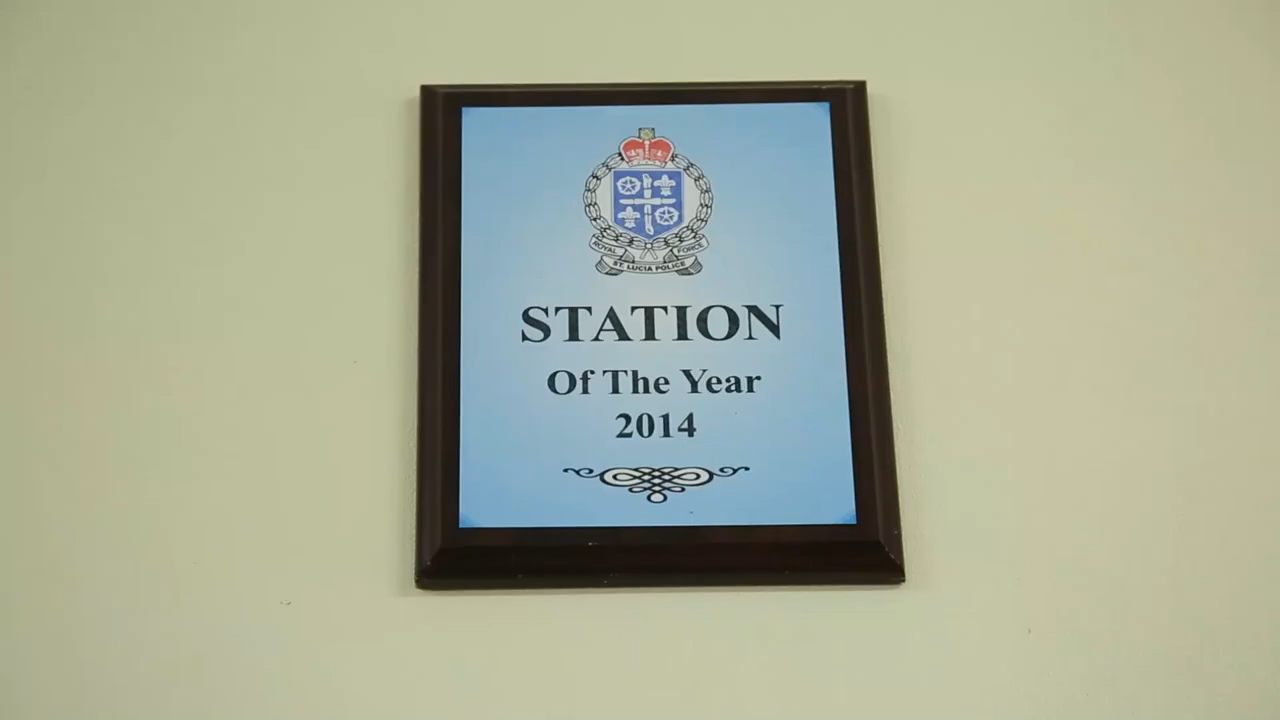 ROYAL FORCE
ST. LUCIA POLICE
STATION
Of The Year
2014